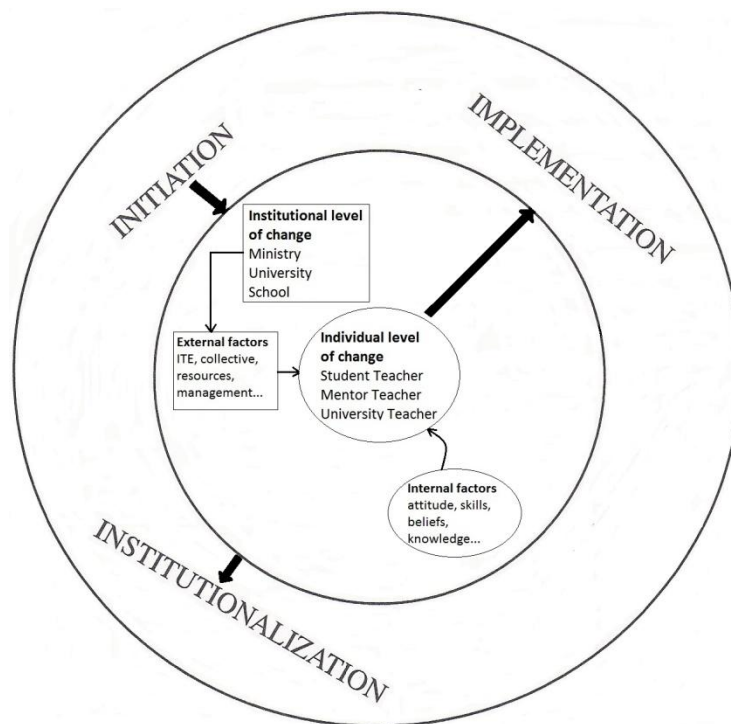 INITIATION
IMPLEMENTATION
Institutional level
of change
Ministry
University
School
External factors
ITE, collective,
resources,
management...
Individual level
of change
Student Teacher
Mentor Teacher
University Teacher
Internal factors
attitude, skills,
beliefs,
knowledge...
INSTITUTIONALIZATION